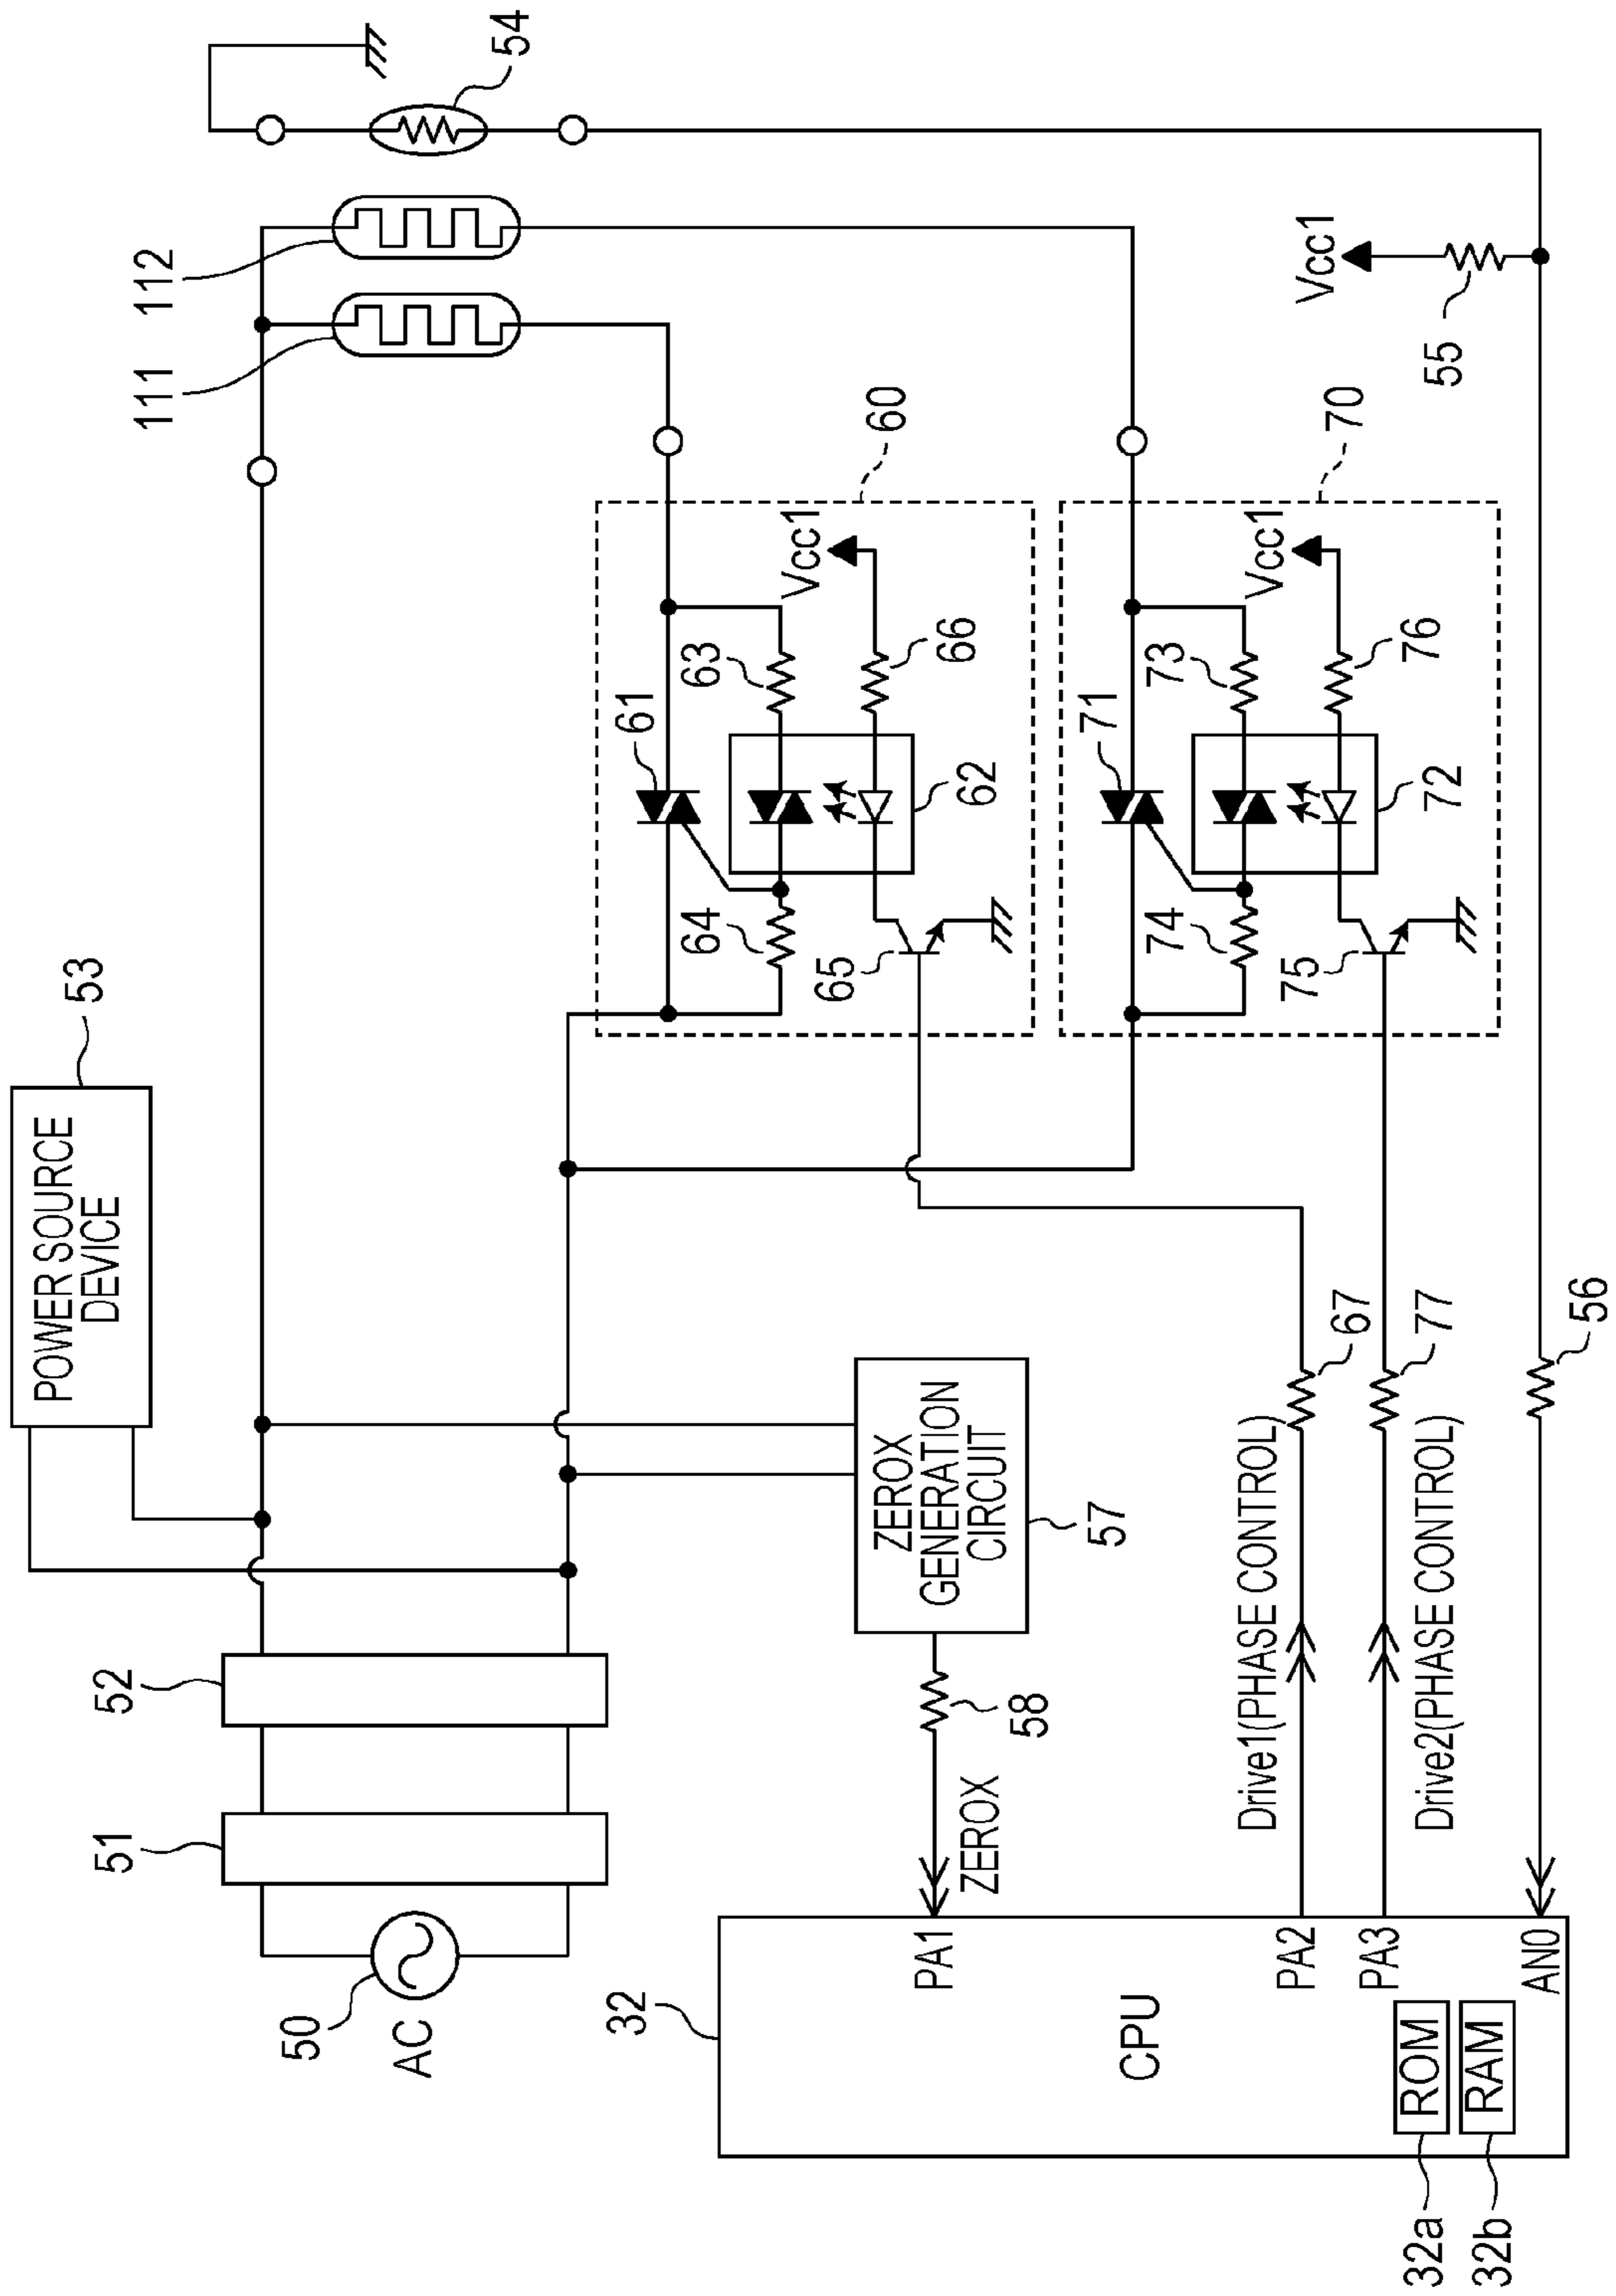 53
POWER SOURCE
DEVICE
52
51
50
AC
111
112
54
60
61
63
64
62
66
65
Vcc1
70
71
73
74
72
76
75
Vcc1
Vcc1
55
56
ZEROX
GENERATION
CIRCUIT
57
58
ZEROX
67
Drive1(PHASE CONTROL)
77
Drive2(PHASE CONTROL)
32
PA1
PA2
PA3
AN0
CPU
ROM
RAM
32a
32b